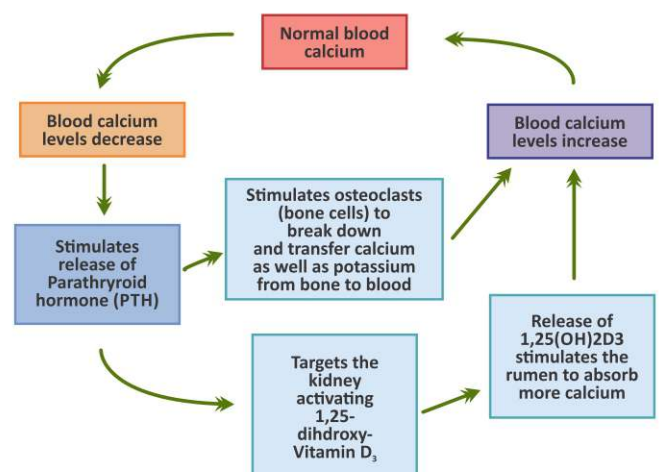 Normal blood
calcium
Blood calcium
levels decrease
Blood calcium
levels increase
Stimulates osteoclasts
(bone cells) to
break down
and transfer calcium
as well as potassium
from bone to blood
Stimulates
release of
Parathryroid
hormone (PTH)
Release of
1,25(OH)2D3
stimulates the
rumen to absorb
more calcium
Targets the
kidney
activating
1,25-
dihdroxy-
Vitamin D₃